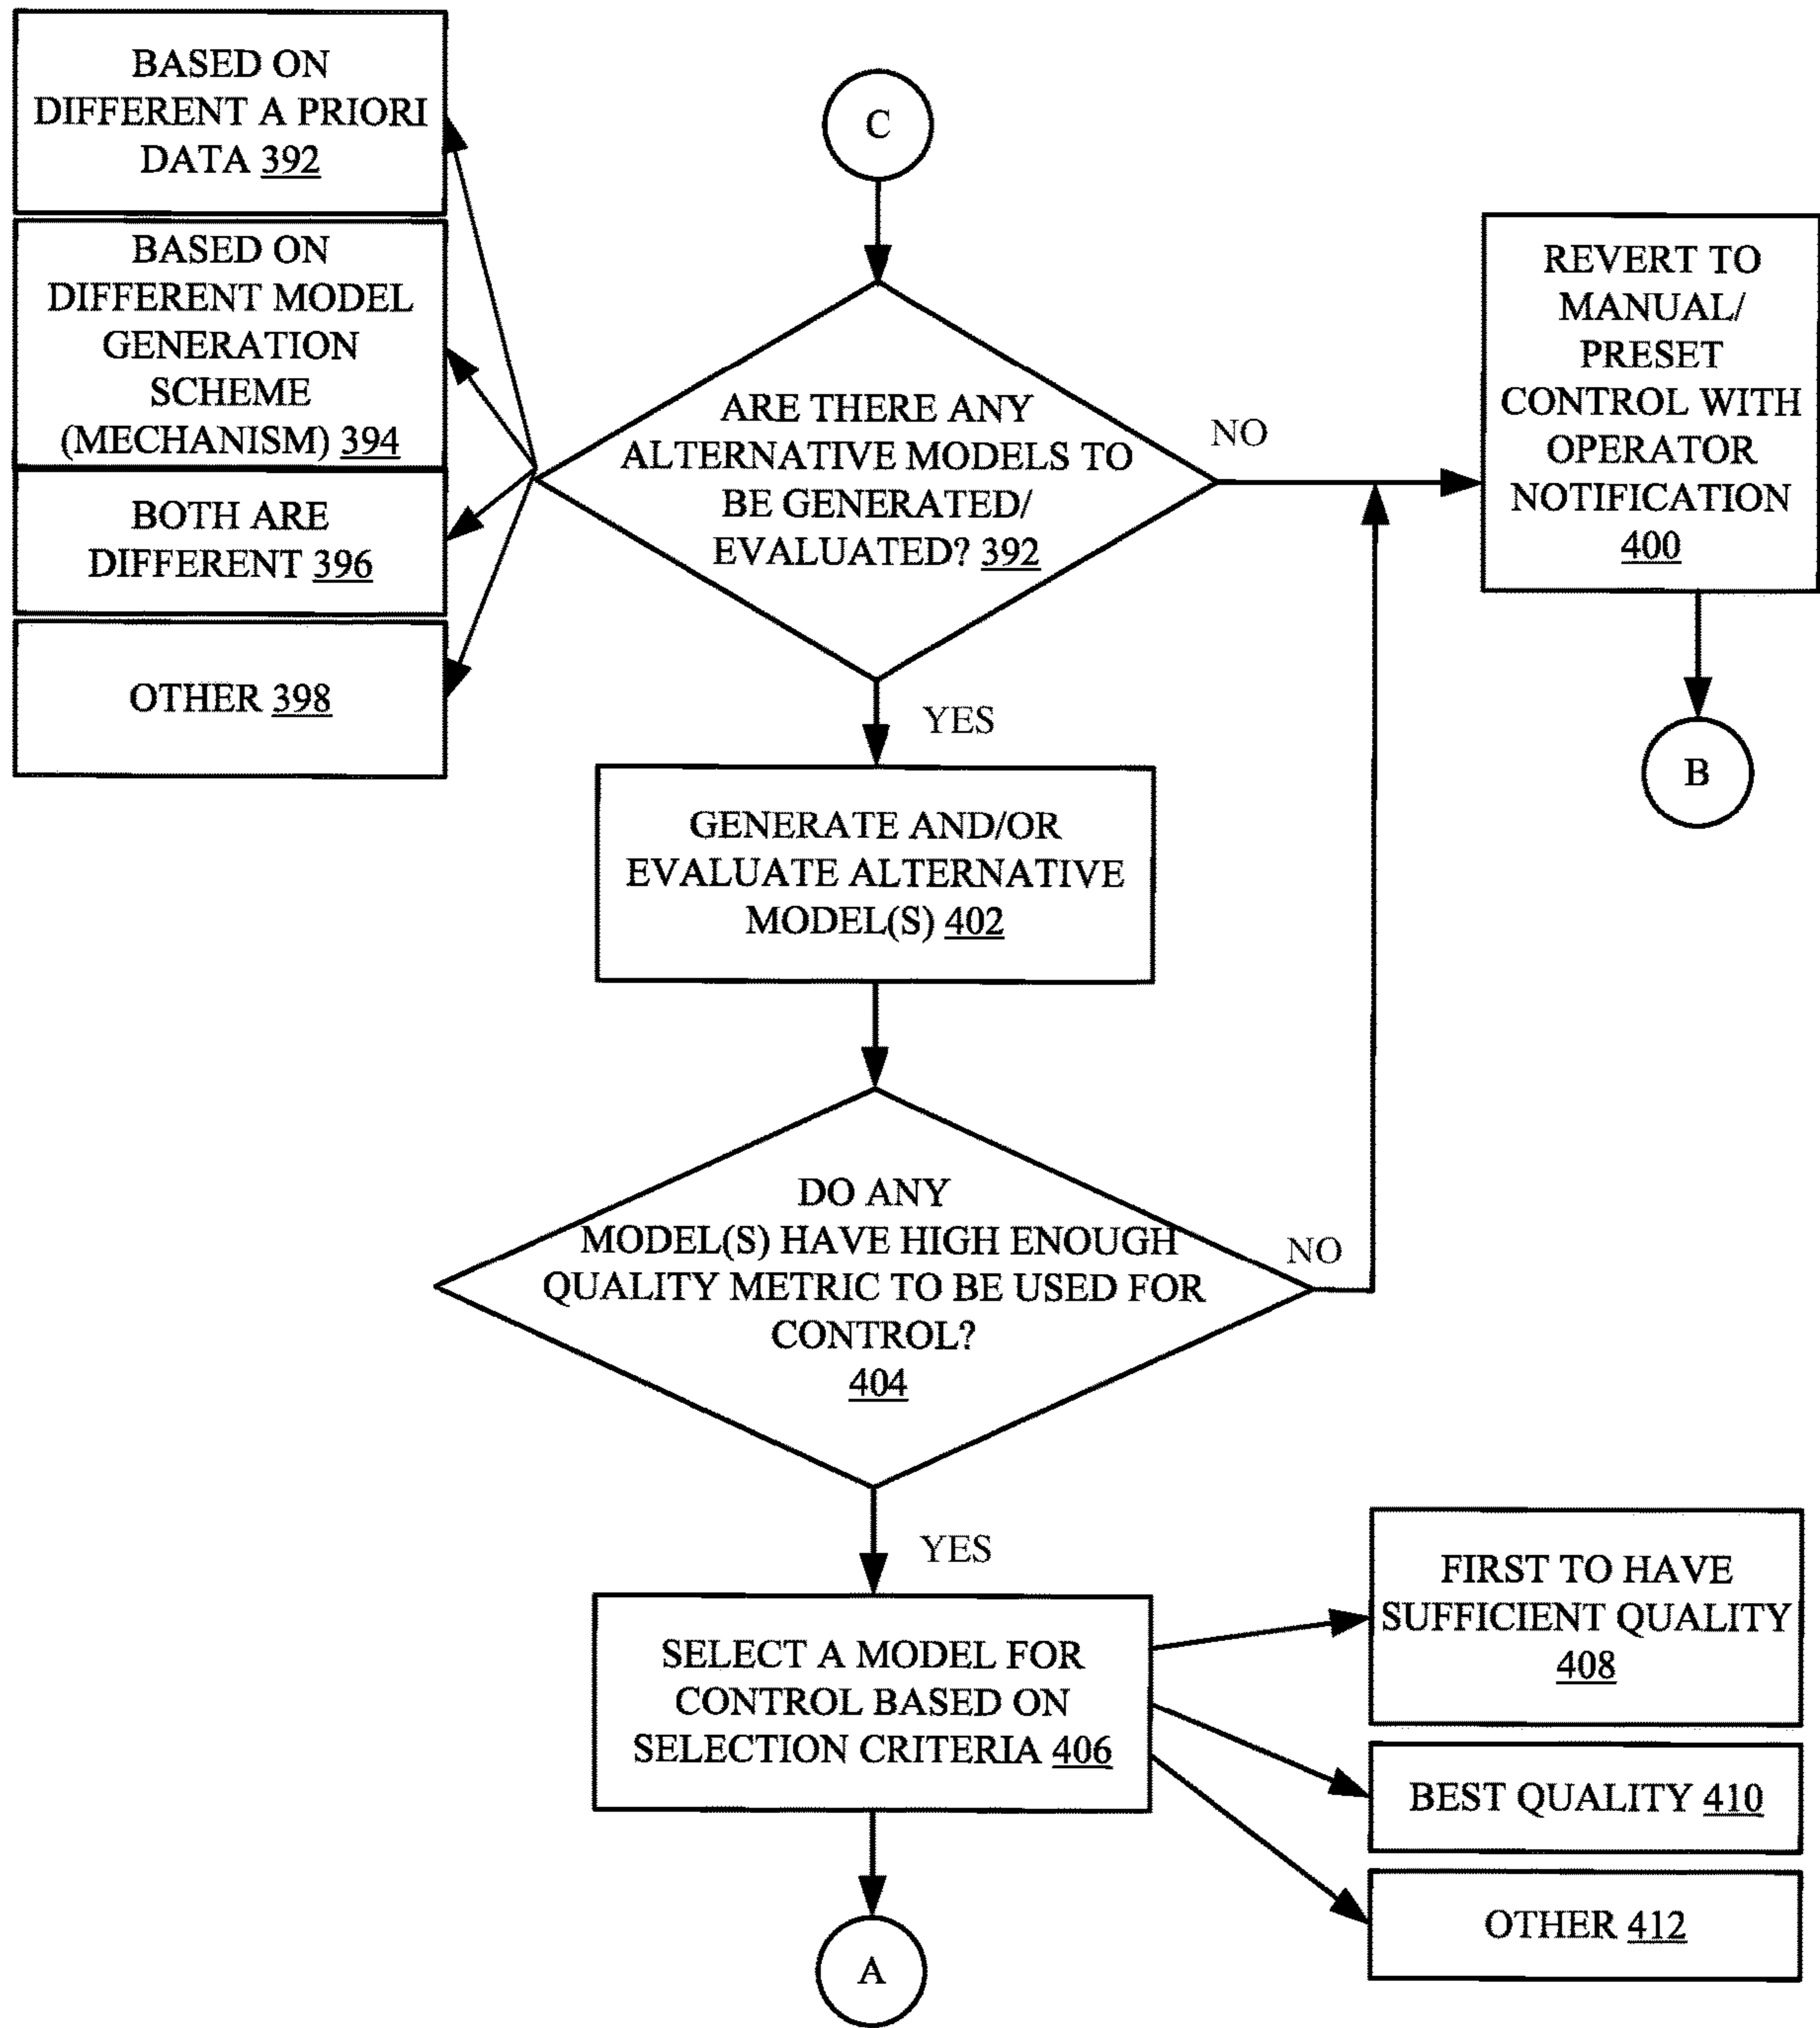 BASED ON
DIFFERENT A PRIORI
DATA 392
BASED ON
DIFFERENT MODEL
GENERATION
SCHEME
(MECHANISM) 394
BOTH ARE
DIFFERENT 396
OTHER 398
C
ARE THERE ANY
ALTERNATIVE MODELS TO
BE GENERATED/
EVALUATED? 392
NO
REVERT TO
MANUAL/
PRESET
CONTROL WITH
OPERATOR
NOTIFICATION
400
B
YES
GENERATE AND/OR
EVALUATE ALTERNATIVE
MODEL(S) 402
DO ANY
MODEL(S) HAVE HIGH ENOUGH
QUALITY METRIC TO BE USED FOR
CONTROL?
404
NO
YES
SELECT A MODEL FOR
CONTROL BASED ON
SELECTION CRITERIA 406
FIRST TO HAVE
SUFFICIENT QUALITY
408
BEST QUALITY 410
OTHER 412
A